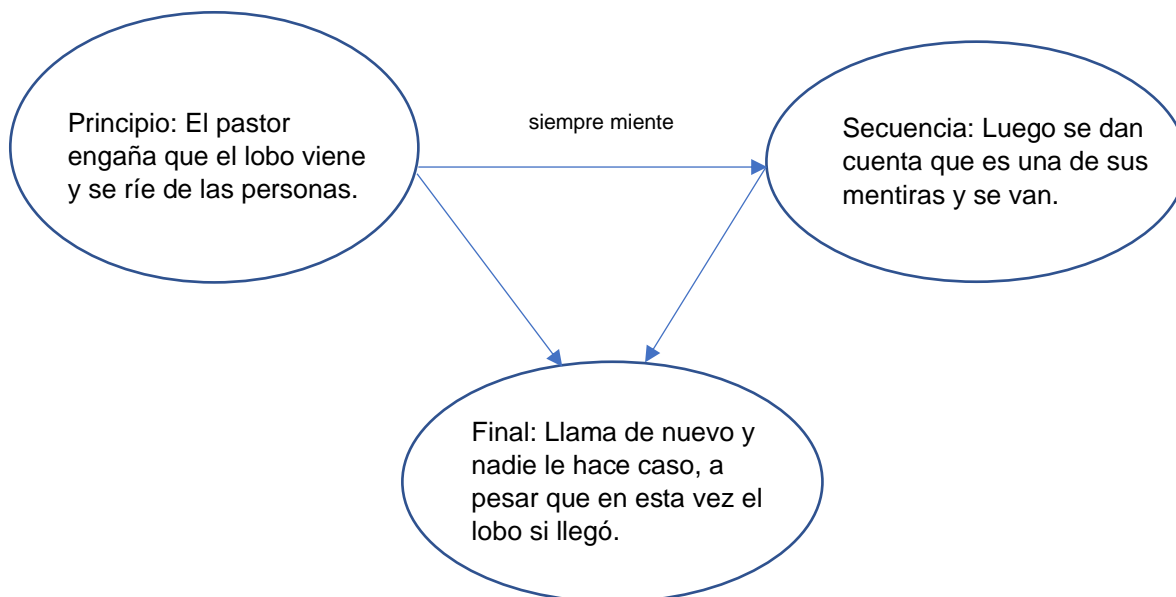 Principio: El pastor
engaña que el lobo viene
y se ríe de las personas.
siempre miente
Secuencia: Luego se dan
cuenta que es una de sus
mentiras y se van.
Final: Llama de nuevo y
nadie le hace caso, a
pesar que en esta vez el
lobo si llegó.